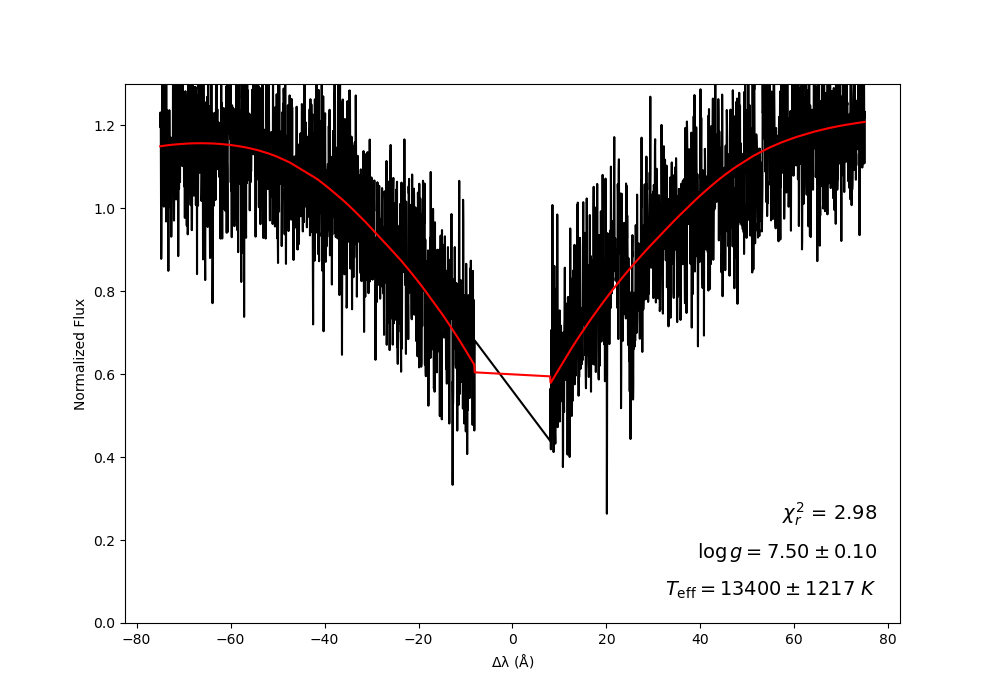 1.2
1.0
0.8
0.6
0.4
0.2
0.0
Normalized Flux
χ²ᵣ = 2.98
log g = 7.50 ± 0.10
T_eff = 13400 ± 1217 K
−80 −60 −40 −20 0 20 40 60 80
Δλ (Å)